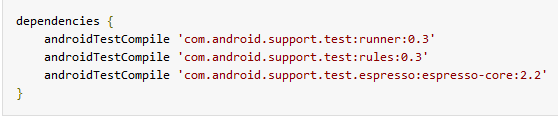 dependencies {
    androidTestCompile 'com.android.support.test:runner:0.3'
    androidTestCompile 'com.android.support.test:rules:0.3'
    androidTestCompile 'com.android.support.test.espresso:espresso-core:2.2'
}